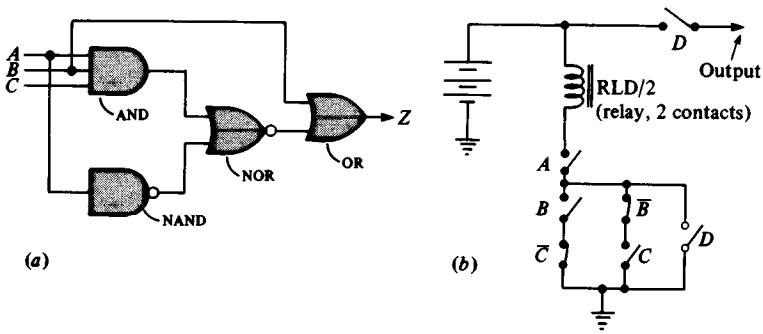 A
B
C
AND
NAND
NOR
OR
Z
(a)
D
Output
RLD/2
(relay, 2 contacts)
A
B
B̅
C̅
C
D
(b)